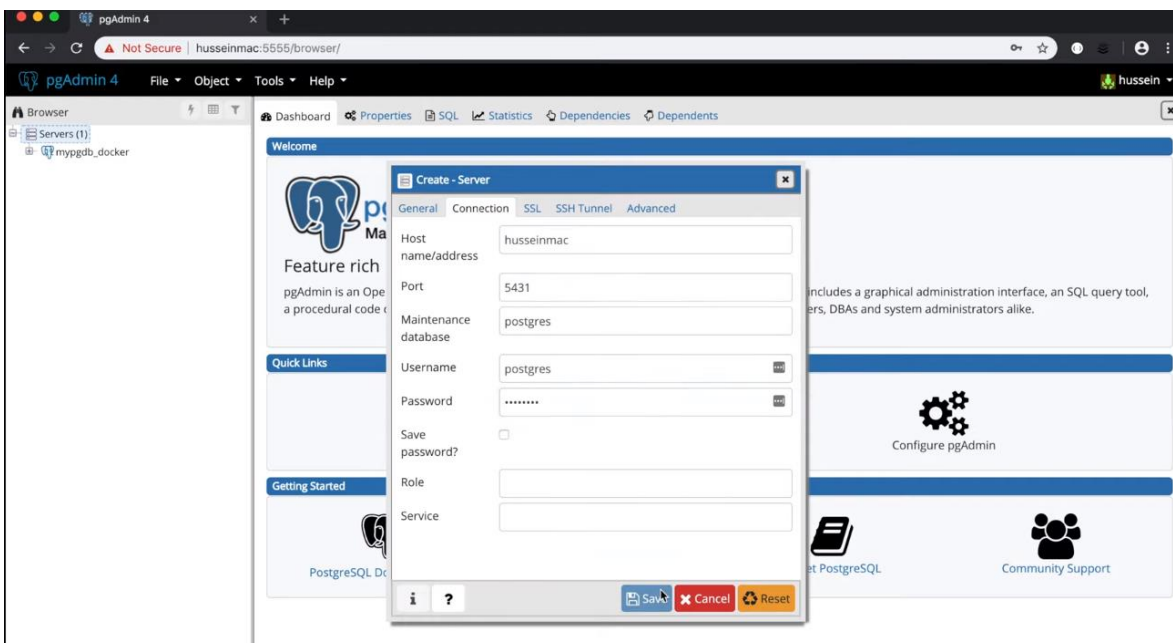 pgAdmin 4
Not Secure | husseinmac:5555/browser/
pgAdmin 4 File Object Tools Help hussein
Browser
Servers (1)
mypgdb_docker
Dashboard Properties SQL Statistics Dependencies Dependents
Welcome
Create - Server
General Connection SSL SSH Tunnel Advanced
Host name/address
husseinmac
Port
5431
Maintenance database
postgres
Username
postgres
Password
••••••••
Save password?
Role
Service
i ? Save Cancel Reset
Feature rich
pgAdmin is an Ope
includes a graphical administration interface, an SQL query tool,
a procedural code
ers, DBAs and system administrators alike.
Quick Links
Configure pgAdmin
Getting Started
PostgreSQL Do
et PostgreSQL
Community Support